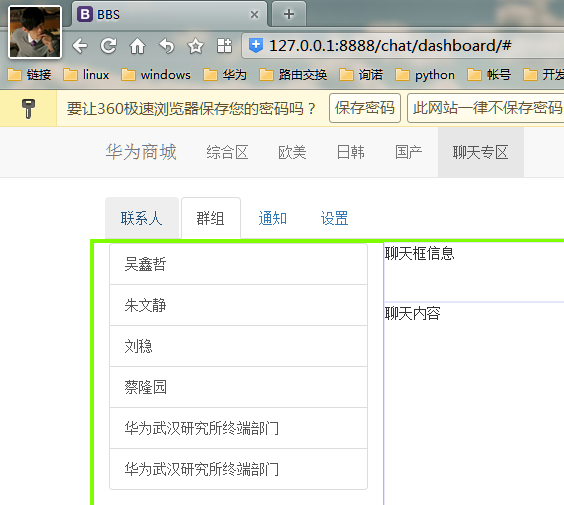 BBS
127.0.0.1:8888/chat/dashboard/#
链接 linux windows 华为 路由交换 询诺 python 帐号 开发
要让360极速浏览器保存您的密码吗？ 保存密码 此网站一律不保存密码
华为商城 综合区 欧美 日韩 国产 聊天专区
联系人 群组 通知 设置
吴鑫哲
朱文静
刘稳
蔡隆园
华为武汉研究所终端部门
华为武汉研究所终端部门
聊天框信息
聊天内容